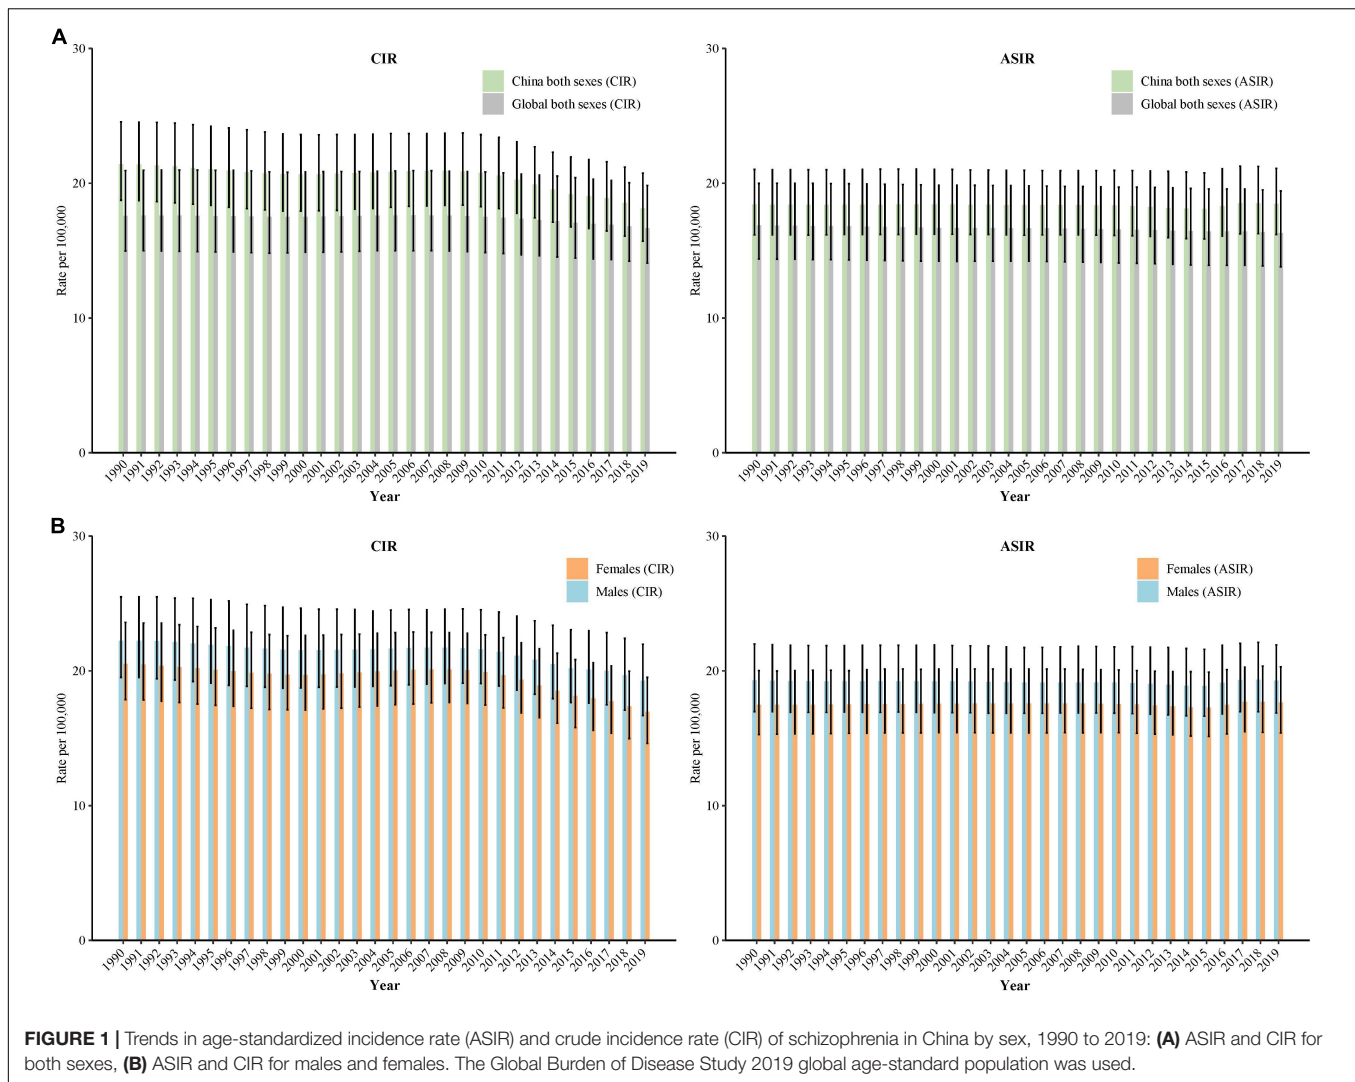 A
CIR
China both sexes (CIR)
Global both sexes (CIR)
Rate per 100,000
30
20
10
0
1990 1991 1992 1993 1994 1995 1996 1997 1998 1999 2000 2001 2002 2003 2004 2005 2006 2007 2008 2009 2010 2011 2012 2013 2014 2015 2016 2017 2018 2019
Year
ASIR
China both sexes (ASIR)
Global both sexes (ASIR)
Rate per 100,000
30
20
10
0
1990 1991 1992 1993 1994 1995 1996 1997 1998 1999 2000 2001 2002 2003 2004 2005 2006 2007 2008 2009 2010 2011 2012 2013 2014 2015 2016 2017 2018 2019
Year
B
CIR
Females (CIR)
Males (CIR)
Rate per 100,000
30
20
10
0
1990 1991 1992 1993 1994 1995 1996 1997 1998 1999 2000 2001 2002 2003 2004 2005 2006 2007 2008 2009 2010 2011 2012 2013 2014 2015 2016 2017 2018 2019
Year
ASIR
Females (ASIR)
Males (ASIR)
Rate per 100,000
30
20
10
0
1990 1991 1992 1993 1994 1995 1996 1997 1998 1999 2000 2001 2002 2003 2004 2005 2006 2007 2008 2009 2010 2011 2012 2013 2014 2015 2016 2017 2018 2019
Year
FIGURE 1 | Trends in age-standardized incidence rate (ASIR) and crude incidence rate (CIR) of schizophrenia in China by sex, 1990 to 2019: (A) ASIR and CIR for
both sexes, (B) ASIR and CIR for males and females. The Global Burden of Disease Study 2019 global age-standard population was used.